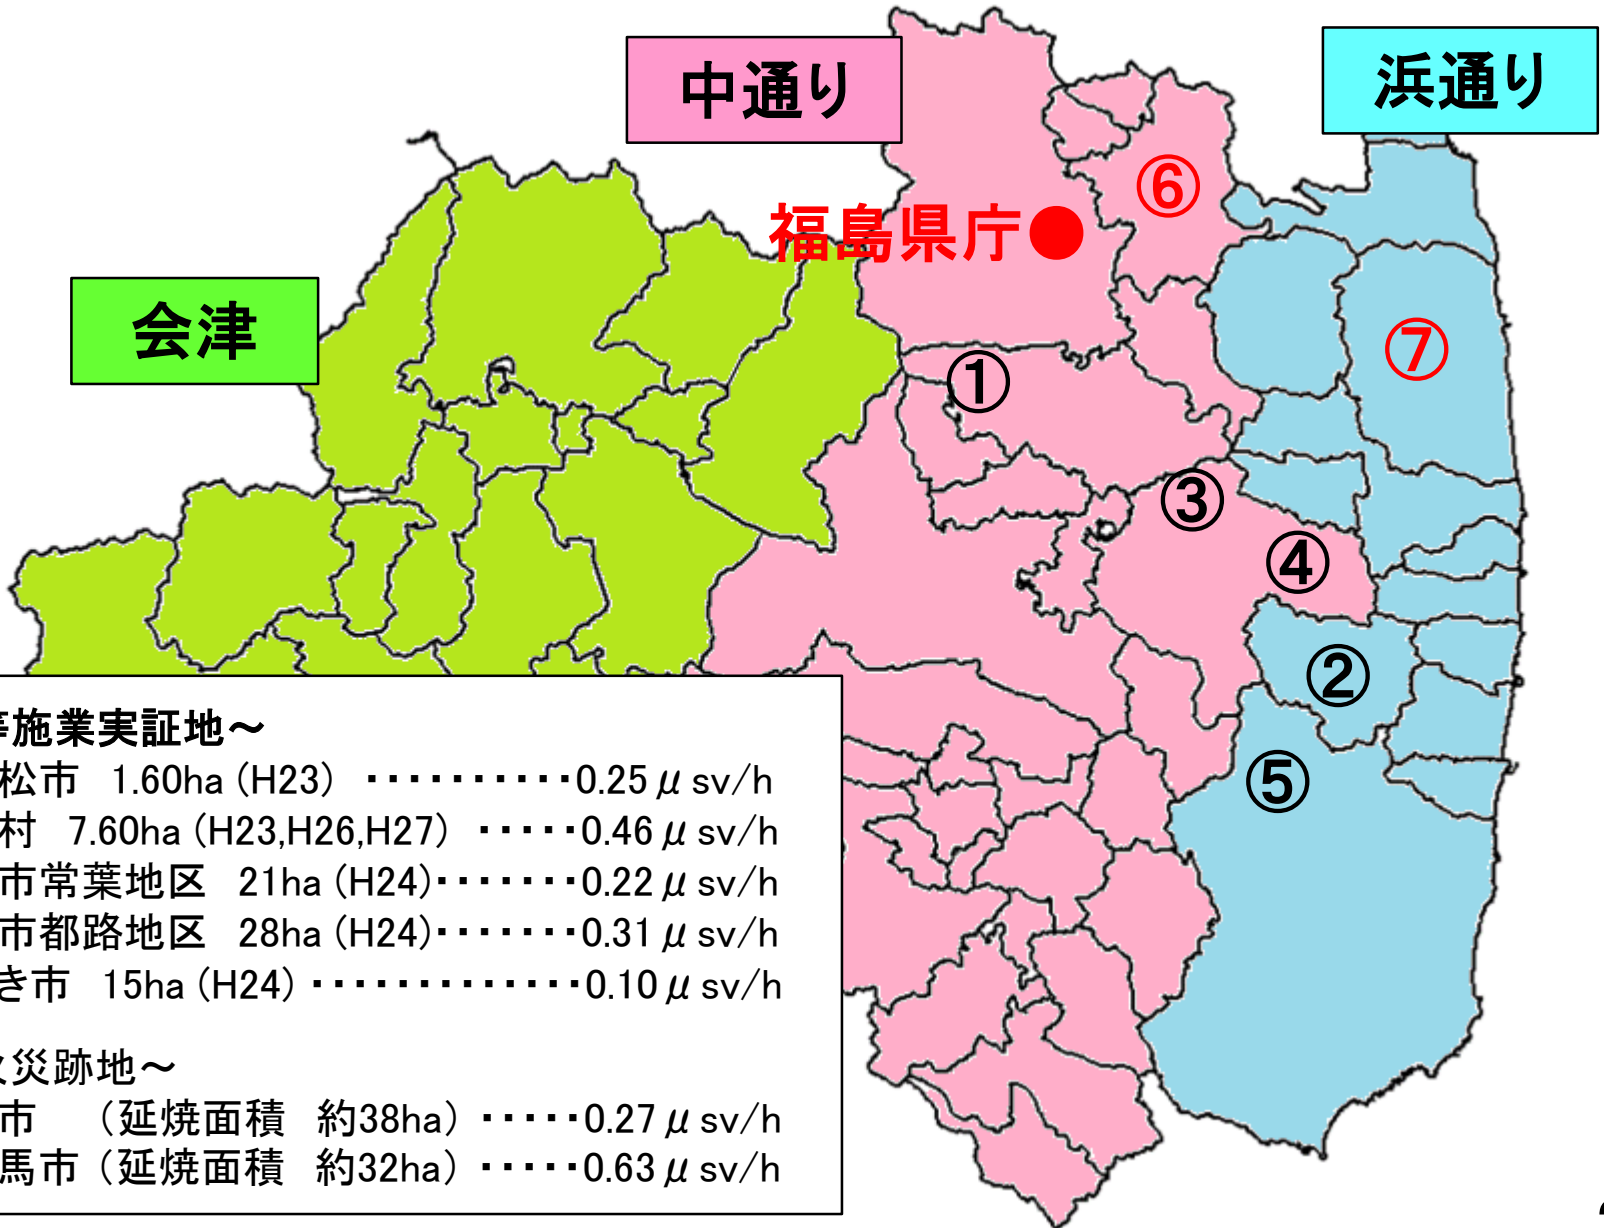 中通り
浜通り
⑥
福島県庁●
会津
⑦
①
③
④
②
⑤
等施業実証地～
松市 1.60ha (H23) ・・・・・・・・・・0.25μsv/h
村 7.60ha (H23,H26,H27) ・・・・・0.46μsv/h
市常葉地区 21ha (H24)・・・・・・・0.22μsv/h
市都路地区 28ha (H24)・・・・・・・0.31μsv/h
き市 15ha (H24) ・・・・・・・・・・・・・0.10μsv/h
災跡地～
市 （延焼面積 約38ha) ・・・・・0.27μsv/h
馬市 （延焼面積 約32ha) ・・・・・0.63μsv/h